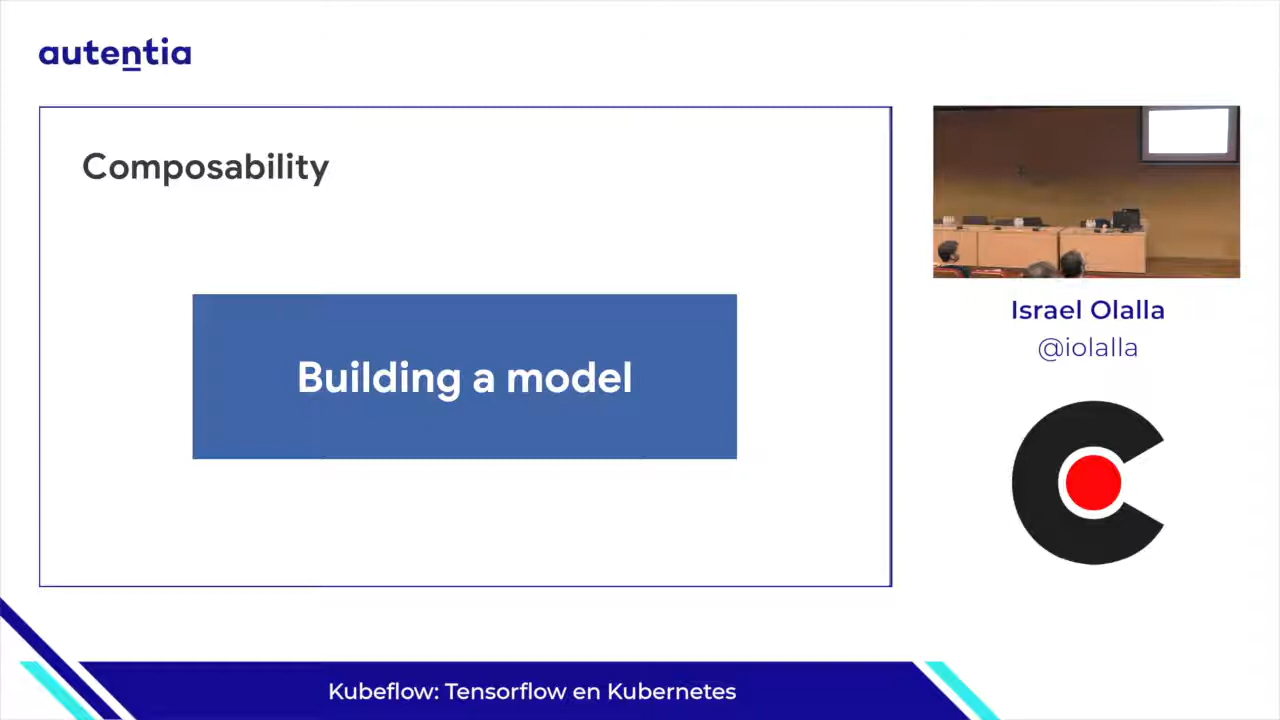 autentia
Composability
Building a model
Israel Olalla
@iolalla
Kubeflow: Tensorflow en Kubernetes